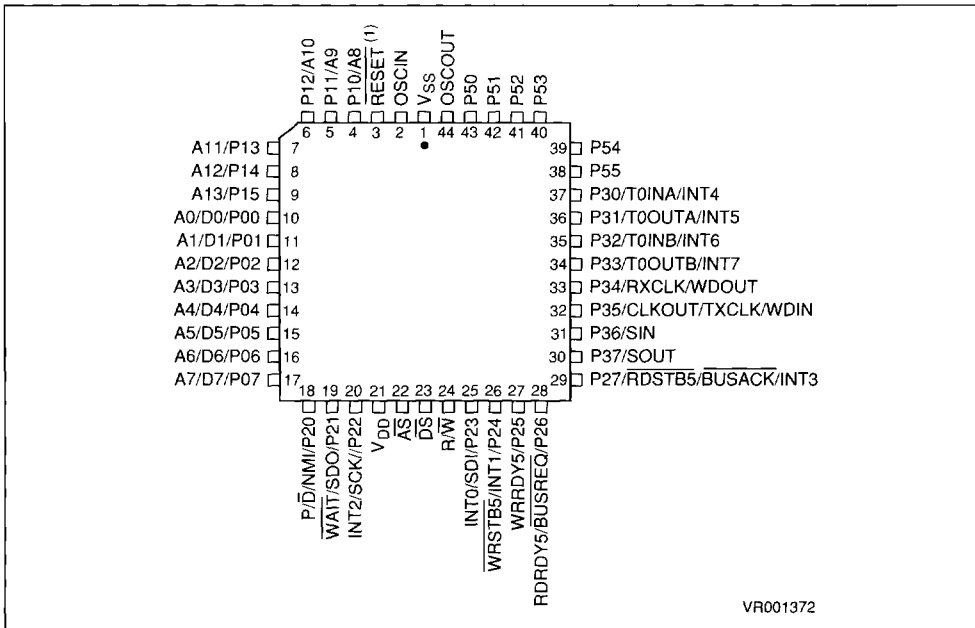 P12/A10
P11/A9
P10/A8
RESET (1)
OSCIN
VSS
OSCOUT
P50
P51
P52
P53
6 5 4 3 2 1 44 43 42 41 40
A11/P13 7
A12/P14 8
A13/P15 9
A0/D0/P00 10
A1/D1/P01 11
A2/D2/P02 12
A3/D3/P03 13
A4/D4/P04 14
A5/D5/P05 15
A6/D6/P06 16
A7/D7/P07 17
39 P54
38 P55
37 P30/T0INA/INT4
36 P31/T0OUTA/INT5
35 P32/T0INB/INT6
34 P33/T0OUTB/INT7
33 P34/RXCLK/WDOUT
32 P35/CLKOUT/TXCLK/WDIN
31 P36/SIN
30 P37/SOUT
29 P27/RDSTB5/BUSACK/INT3
18 19 20 21 22 23 24 25 26 27 28
P/D/NMI/P20
WAIT/SDO/P21
INT2/SCK//P22
VDD
AS
DS
R/W
INT0/SDI/P23
WRSTB5/INT1/P24
WRRDY5/P25
RDRDY5/BUSREQ/P26
VR001372